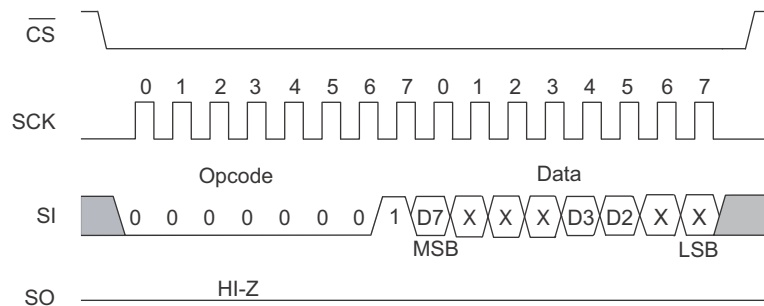 CS
0 1 2 3 4 5 6 7 0 1 2 3 4 5 6 7
SCK
Opcode Data
SI 0 0 0 0 0 0 0 1 D7 X X X D3 D2 X X
MSB LSB
HI-Z
SO